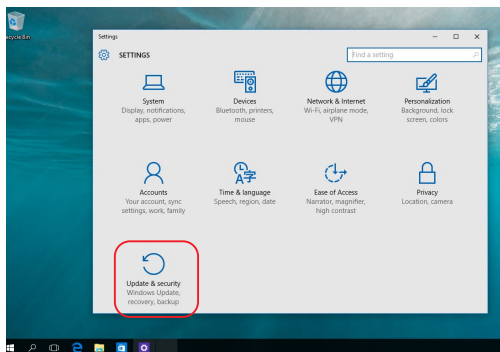 Recycle Bin
Settings
SETTINGS
Find a setting
System
Display, notifications,
apps, power
Devices
Bluetooth, printers,
mouse
Network & Internet
Wi-Fi, airplane mode,
VPN
Personalization
Background, lock
screen, colors
Accounts
Your account, sync
settings, work, family
Time & language
Speech, region, date
Ease of Access
Narrator, magnifier,
high contrast
Privacy
Location, camera
Update & security
Windows Update,
recovery, backup